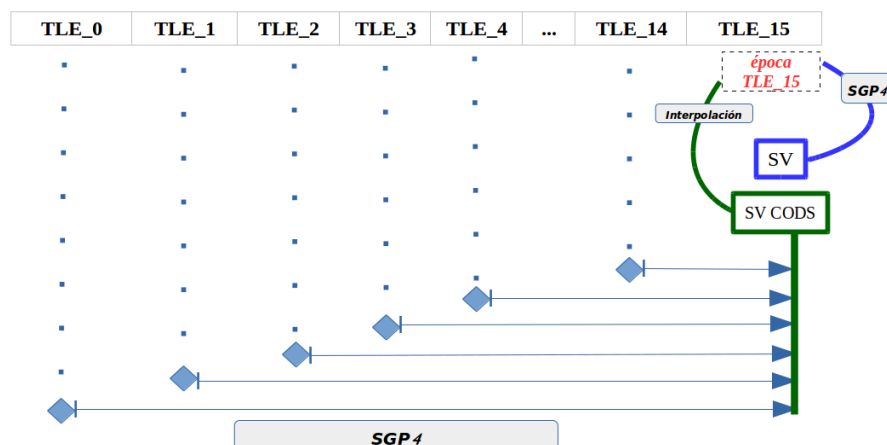 TLE_0 TLE_1 TLE_2 TLE_3 TLE_4 ... TLE_14 TLE_15
época
TLE_15
SGP4
Interpolación
SV
SV CODS
SGP4